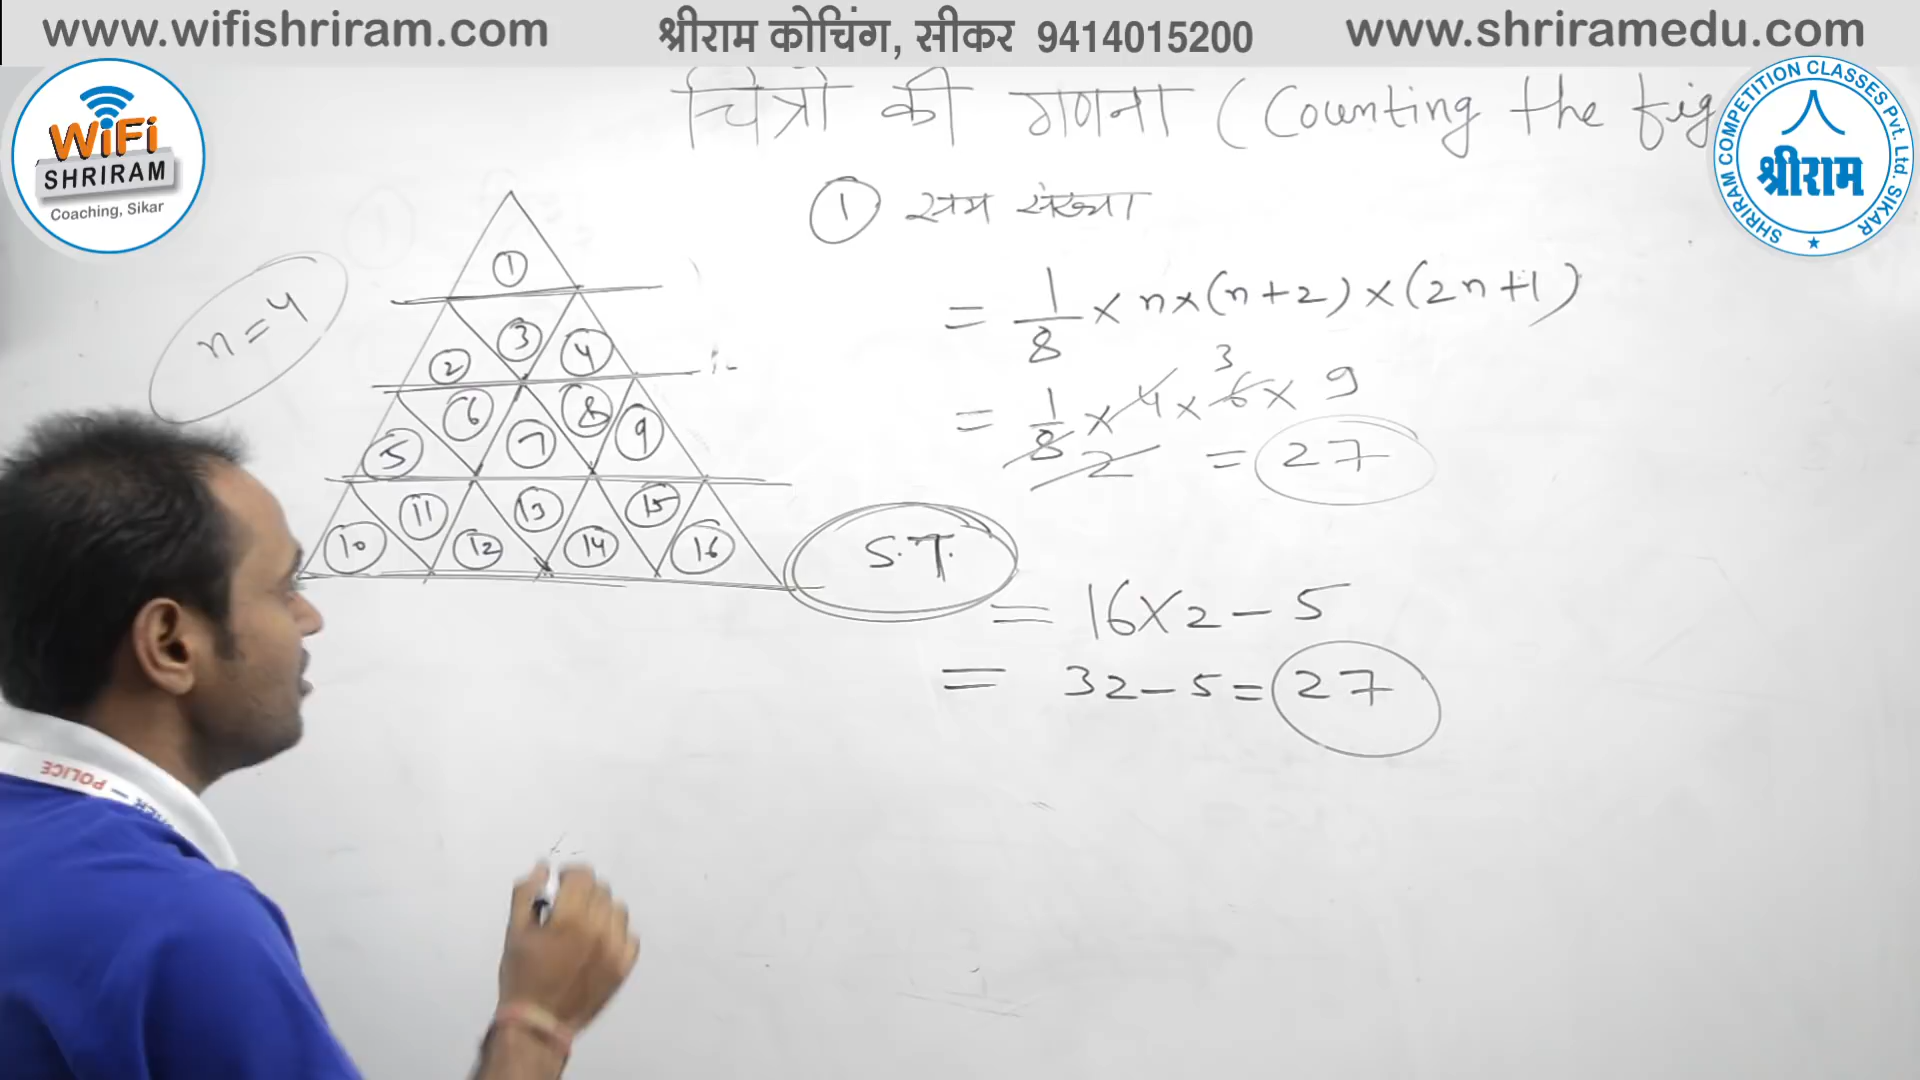 www.wifishriram.com
श्रीराम कोचिंग, सीकर 9414015200
www.shriramedu.com
WiFi
SHRIRAM
Coaching, Sikar
SHRIRAM COMPETITION CLASSES Pvt. Ltd. SIKAR
श्रीराम
चित्रों की गणना (Counting the fig
① सम संख्या
= 1/8 × n×(n+2)×(2n+1)
= 1/8 × 4 × 6 × 9
3
2
= 27
n=4
1
2 3 4
5 6 7 8 9
10 11 12 13 14 15 16
S.T.
= 16×2-5
= 32-5=27
POLICE